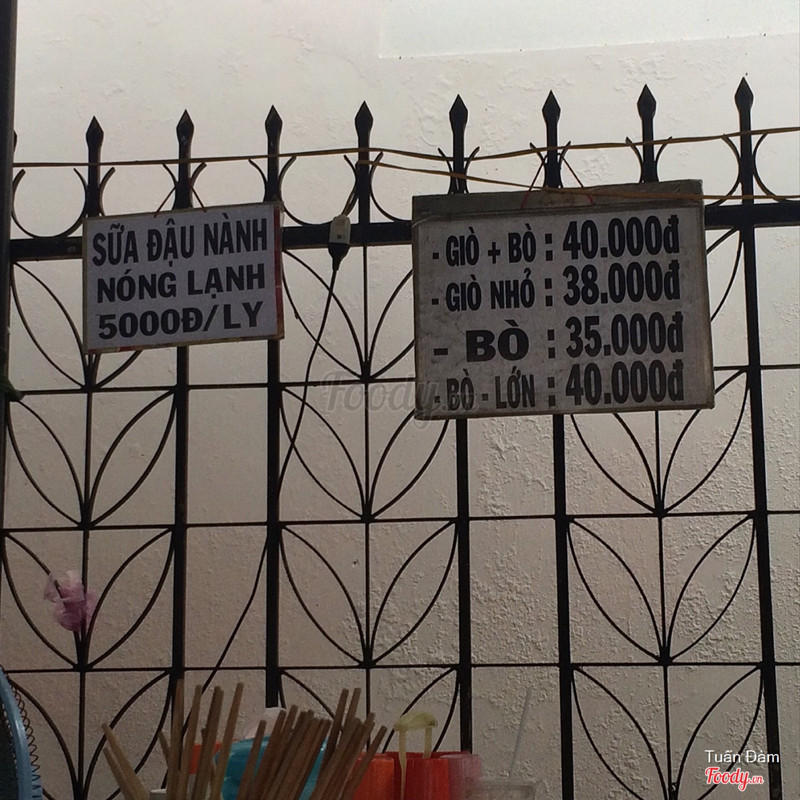 SỮA ĐẬU NÀNH
NÓNG LẠNH
5000Đ/LY
- GIÒ + BÒ : 40.000đ
- GIÒ NHỎ : 38.000đ
- BÒ : 35.000đ
- BÒ - LỚN : 40.000đ
Foody.vn
Tuấn Đàm
Foody.vn